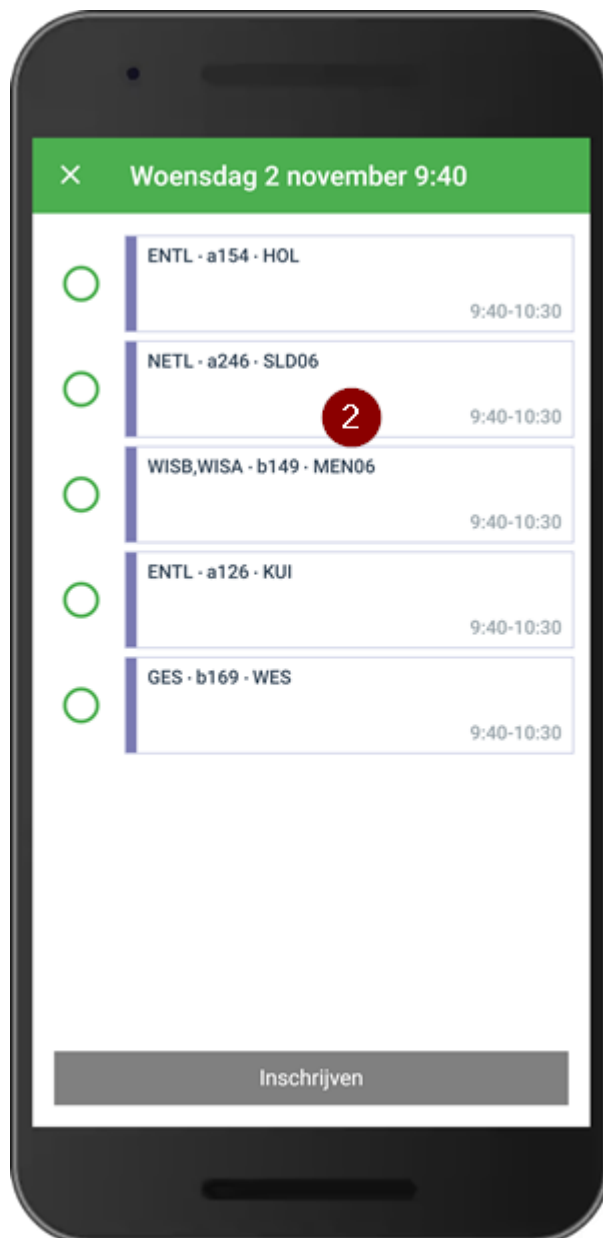 × Woensdag 2 november 9:40
ENTL - a154 - HOL
9:40-10:30
NETL - a246 - SLD06
2
9:40-10:30
WISB,WISA - b149 - MEN06
9:40-10:30
ENTL - a126 - KUI
9:40-10:30
GES - b169 - WES
9:40-10:30
Inschrijven